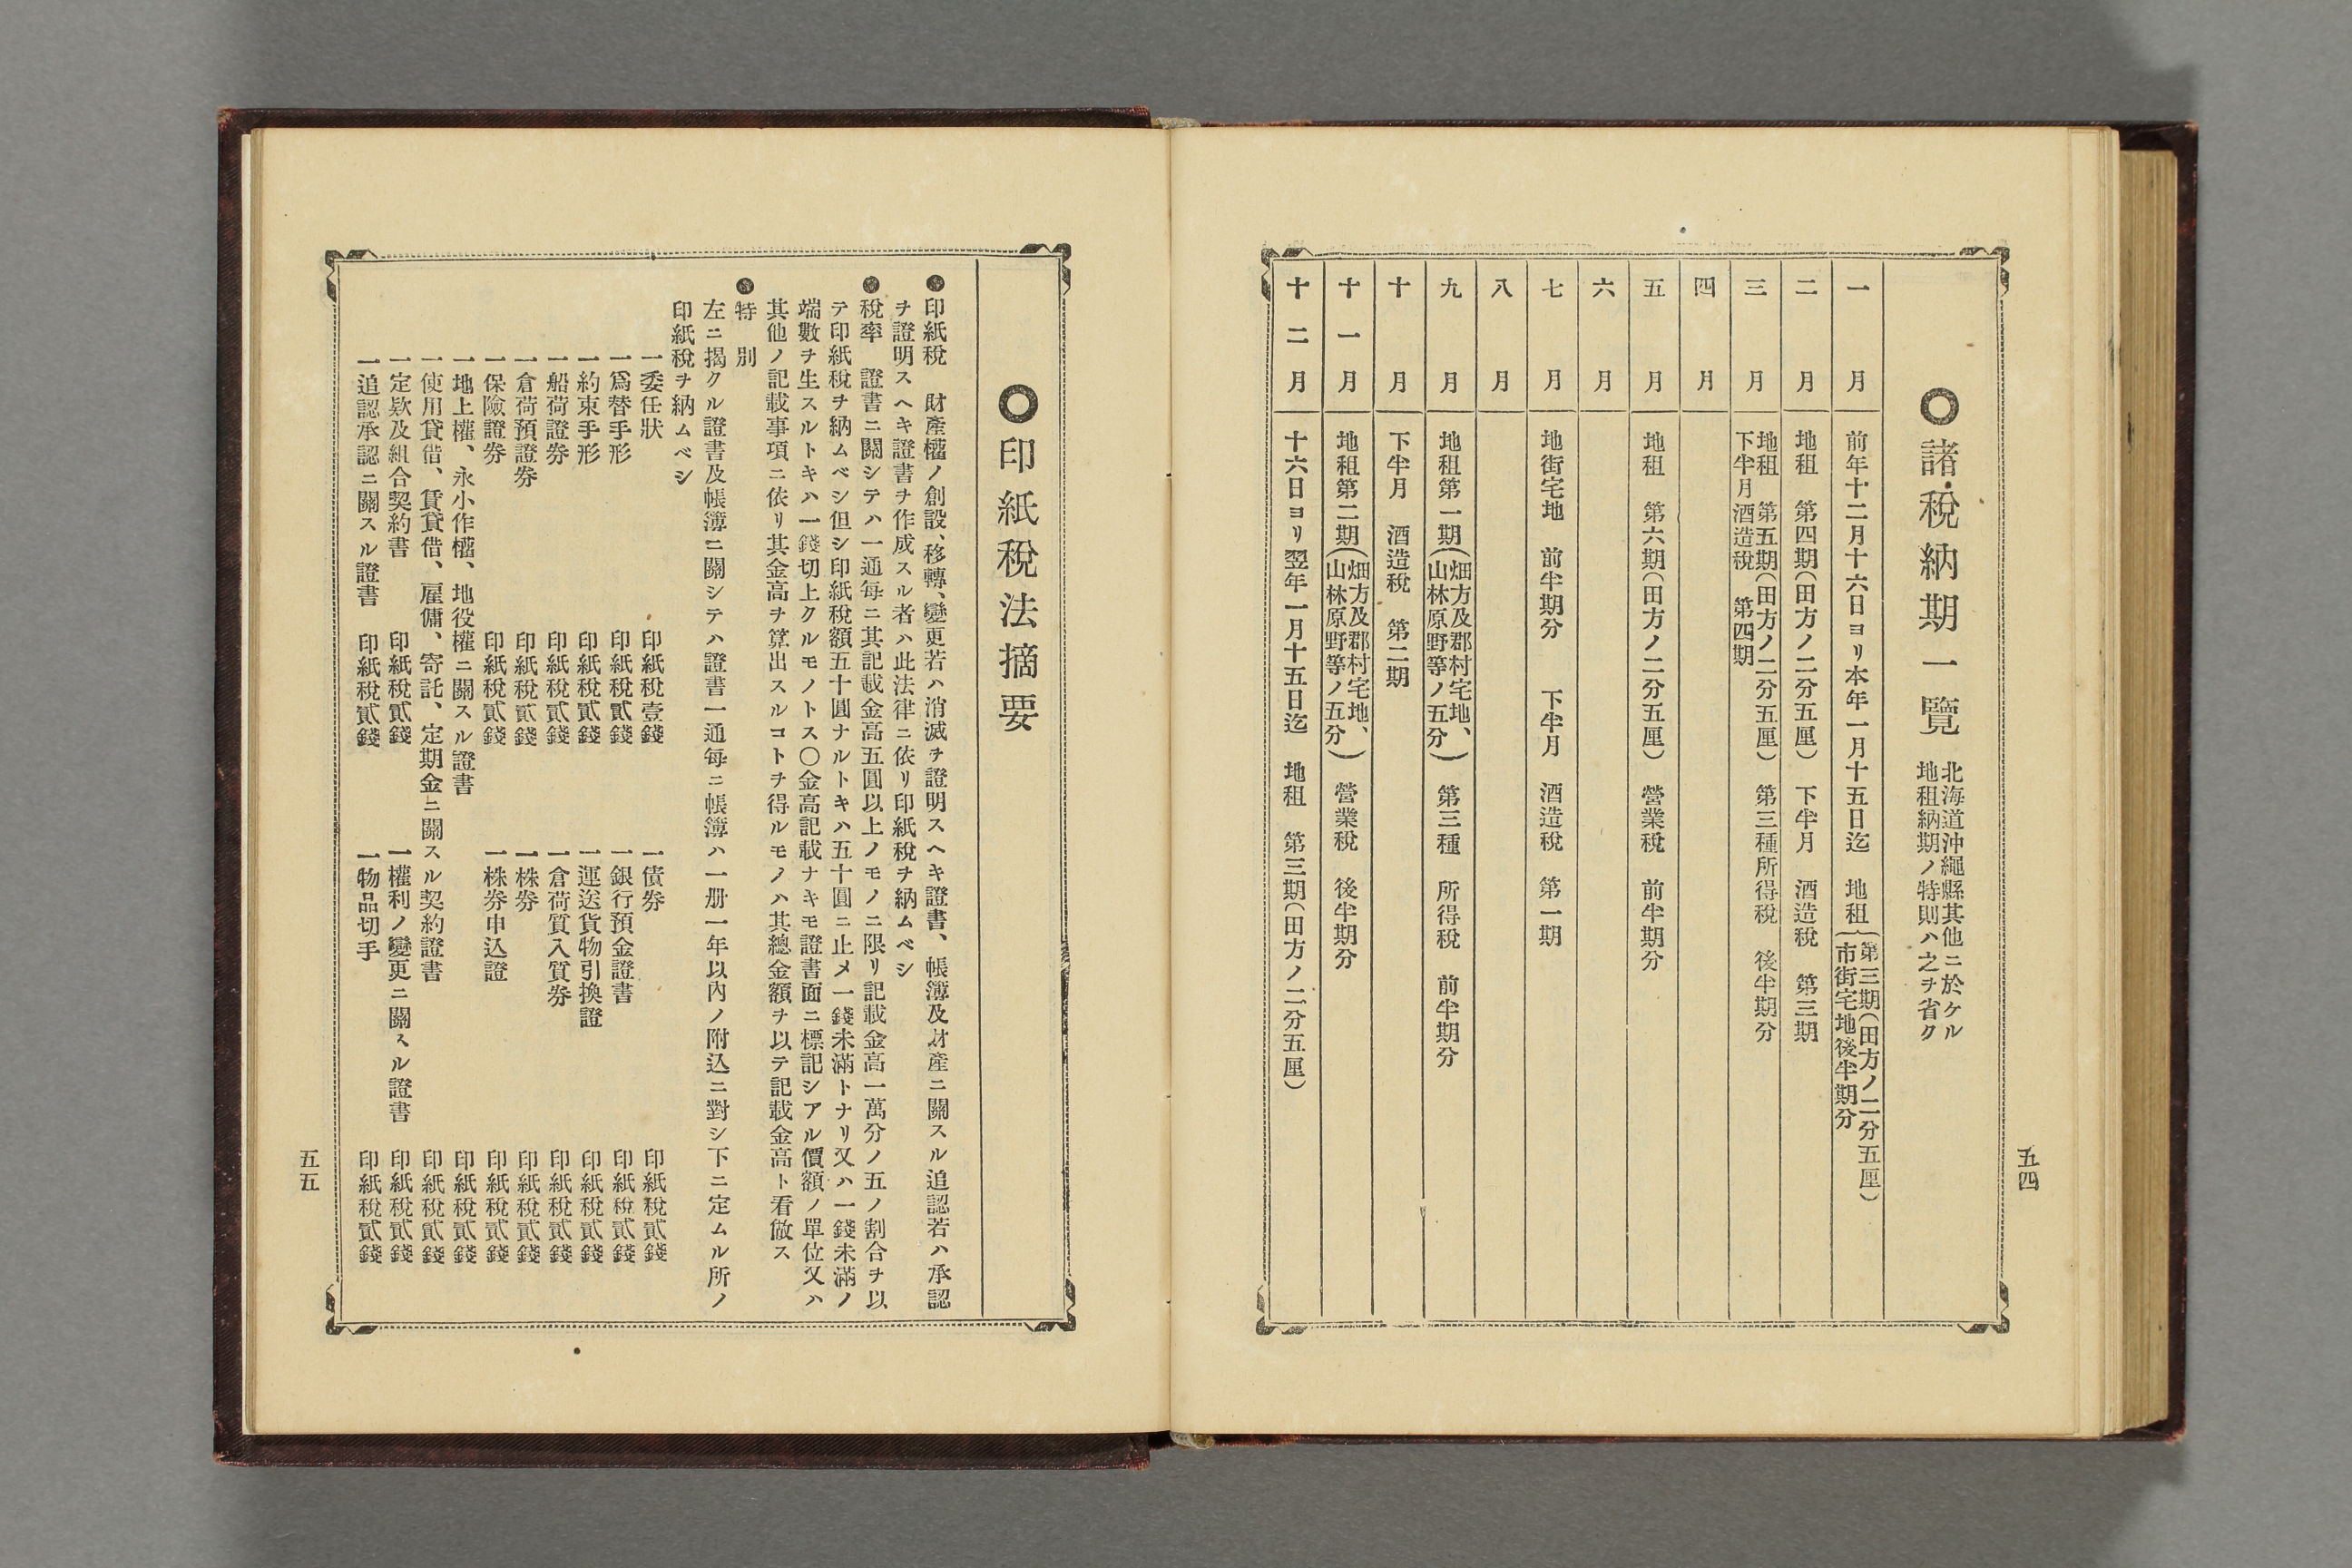 五四
◎諸稅納期一覽
北海道沖繩縣其他ニ於ケル
地租納期ノ特則ハ之ヲ省ク
一月 前年十二月十六日ヨリ本年一月十五日迄 地租
第三期(田方ノ二分五厘)
市街宅地後半期分
二月 地租 第四期(田方ノ二分五厘) 下半月 酒造稅 第三期
三月 地租 第五期(田方ノ二分五厘) 第三種所得稅 後半期分
下半月 酒造稅 第四期
四月
五月 地租 第六期(田方ノ二分五厘) 營業稅 前半期分
六月
七月 地街宅地 前半期分 下半月 酒造稅 第一期
八月
九月 地租第一期(畑方及郡村宅地、
山林原野等ノ五分) 第三種 所得稅 前半期分
十月 下半月 酒造稅 第二期
十一月 地租第二期(畑方及郡村宅地、
山林原野等ノ五分) 營業稅 後半期分
十二月 十六日ヨリ翌年一月十五日迄 地租 第三期(田方ノ二分五厘)
◎印紙稅法摘要
●印紙稅 財產權ノ創設、移轉、變更若ハ消滅ヲ證明スヘキ證書、帳簿及財產ニ關スル追認若ハ承認
ヲ證明スヘキ證書ヲ作成スル者ハ此法律ニ依リ印紙稅ヲ納ムベシ
●稅率 證書ニ關シテハ一通每ニ其記載金高五圓以上ノモノニ限リ記載金高一萬分ノ五ノ割合ヲ以
テ印紙稅ヲ納ムベシ但シ印紙稅額五十圓ナルトキハ五十圓ニ止メ一錢未滿トナリ又ハ一錢未滿ノ
端數ヲ生スルトキハ一錢切上クルモノトス○金高記載ナキモ證書面ニ標記シアル價額ノ單位又ハ
其他ノ記載事項ニ依リ其金高ヲ算出スルコトヲ得ルモノハ其總金額ヲ以テ記載金高ト看做ス
●特別
左ニ揭クル證書及帳簿ニ關シテハ證書一通每ニ帳簿ハ一册一年以內ノ附込ニ對シ下ニ定ムル所ノ
印紙稅ヲ納ムベシ
一委任狀 印紙稅壹錢 一債券 印紙稅貳錢
一爲替手形 印紙稅貳錢 一銀行預金證書 印紙稅貳錢
一約束手形 印紙稅貳錢 一運送貨物引換證 印紙稅貳錢
一船荷證券 印紙稅貳錢 一倉荷質入質券 印紙稅貳錢
一倉荷預證券 印紙稅貳錢 一株券 印紙稅貳錢
一保險證券 印紙稅貳錢 一株券申込證 印紙稅貳錢
一地上權、永小作權、地役權ニ關スル證書 印紙稅貳錢
一使用貸借、賃貸借、雇傭、寄託、定期金ニ關スル契約證書 印紙稅貳錢
一定欵及組合契約書 印紙稅貳錢 一權利ノ變更ニ關スル證書 印紙稅貳錢
一追認承認ニ關スル證書 印紙稅貳錢 一物品切手 印紙稅貳錢
五五